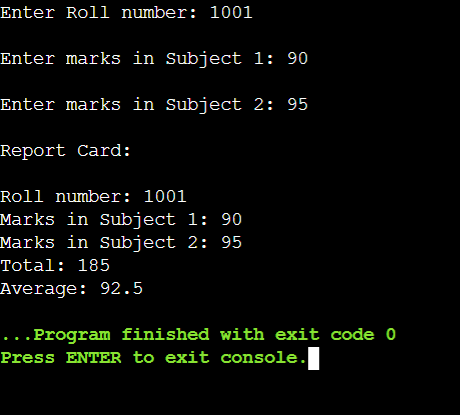 Enter Roll number: 1001
Enter marks in Subject 1: 90
Enter marks in Subject 2: 95
Report Card:
Roll number: 1001
Marks in Subject 1: 90
Marks in Subject 2: 95
Total: 185
Average: 92.5
...Program finished with exit code 0
Press ENTER to exit console.